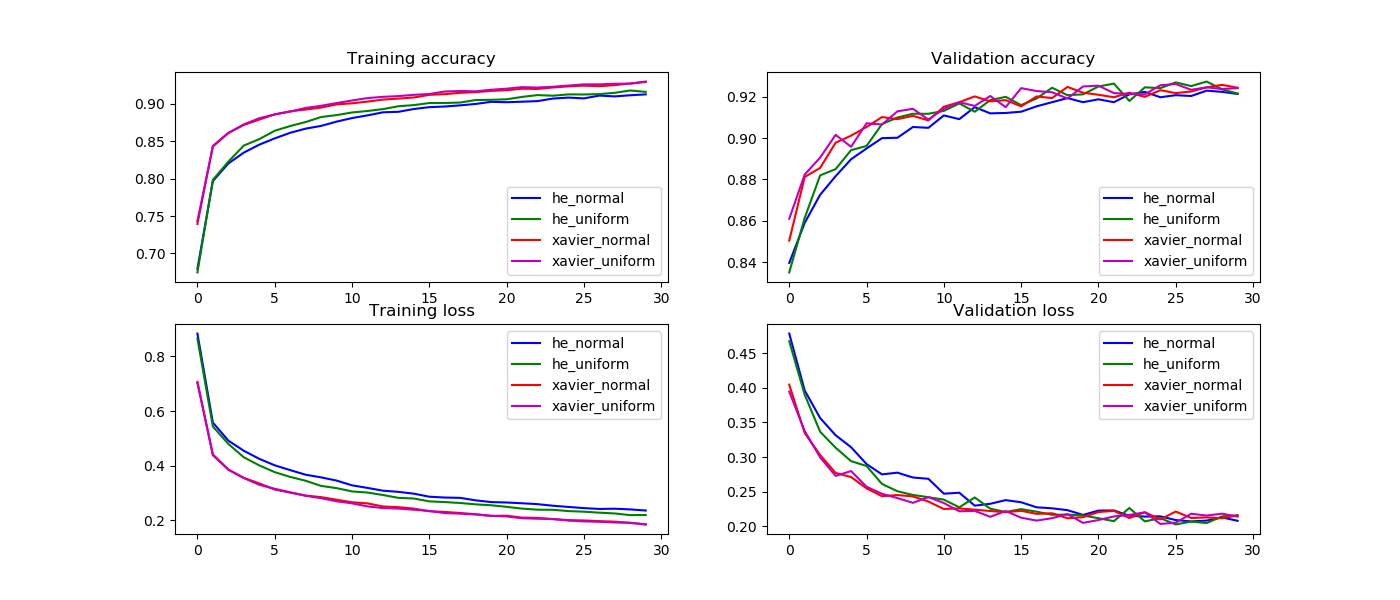 Training accuracy
0.90
0.85
0.80
0.75
0.70
he_normal
he_uniform
xavier_normal
xavier_uniform
0 5 10 15 20 25 30
Validation accuracy
0.92
0.90
0.88
0.86
0.84
he_normal
he_uniform
xavier_normal
xavier_uniform
0 5 10 15 20 25 30
Training loss
0.8
0.6
0.4
0.2
he_normal
he_uniform
xavier_normal
xavier_uniform
0 5 10 15 20 25 30
Validation loss
0.45
0.40
0.35
0.30
0.25
0.20
he_normal
he_uniform
xavier_normal
xavier_uniform
0 5 10 15 20 25 30